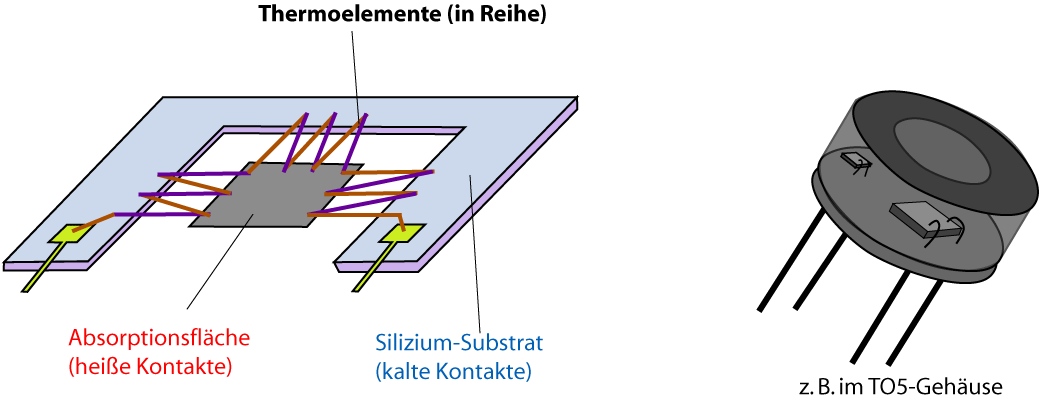 Thermoelemente (in Reihe)
Absorptionsfläche
(heiße Kontakte)
Silizium-Substrat
(kalte Kontakte)
z. B. im TO5-Gehäuse